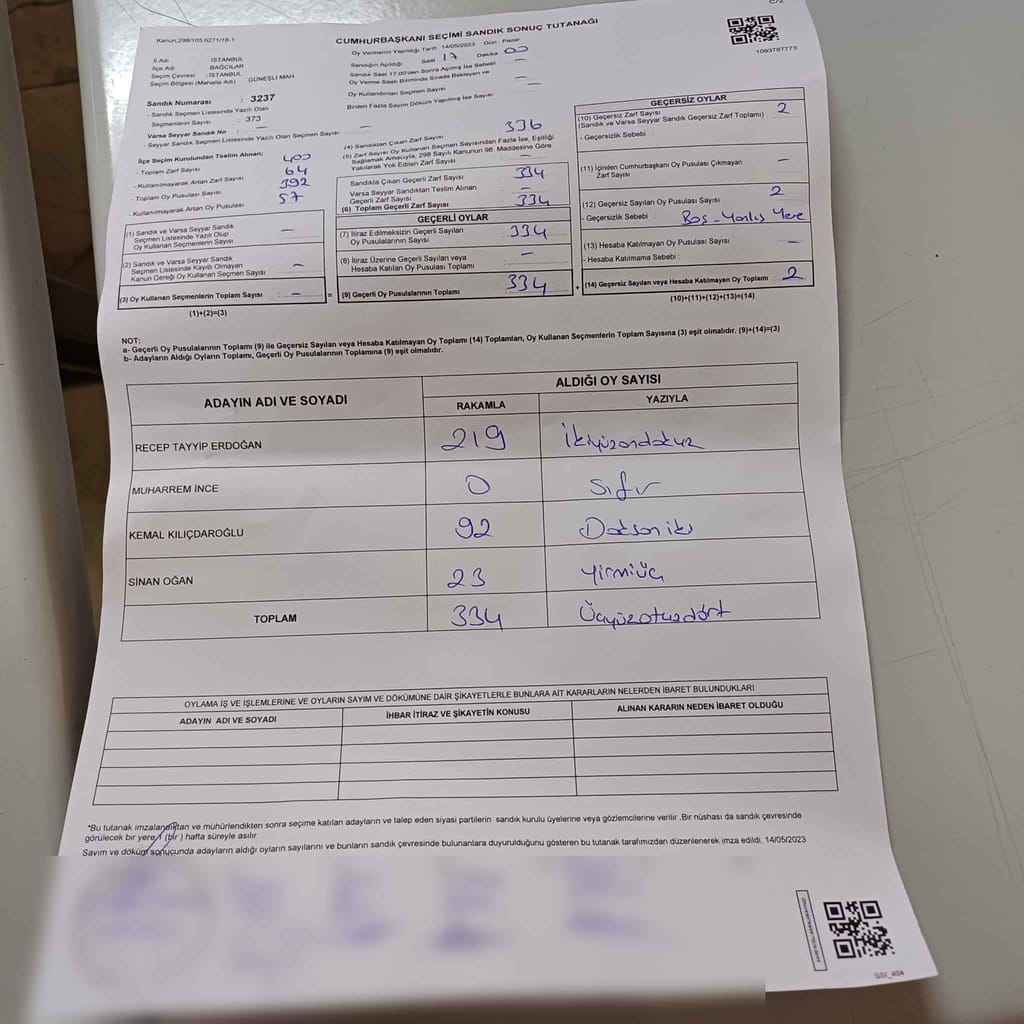 C72
Kanun,298/105,6271/18-1
CUMHURBAŞKANI SEÇİMİ SANDIK SONUÇ TUTANAĞI
1093787773
Oy Vermenin Yapıldığı Tarih 14/05/2023 Gün : Pazar
İl Adı İSTANBUL
İlçe Adı BAĞCILAR
Seçim Çevresi : İSTANBUL
Seçim Bölgesi (Mahalle Adı) GÜNEŞLİ MAH
Sandığın Açıldığı Saat 17 Dakika 00
Sandık Saat 17.00'den Sonra Açılmış İse Sebebi —
Oy Verme Saati Bitiminde Sırada Bekleyen ve
Oy Kullandırılan Seçmen Sayısı —
Birden Fazla Sayım Döküm Yapılmış İse Sayısı —
Sandık Numarası : 3237
- Sandık Seçmen Listesinde Yazılı Olan
Seçmenlerin Sayısı : 373
Varsa Seyyar Sandık No —
- Seyyar Sandık Seçmen Listesinde Yazılı Olan Seçmen Sayısı —
İlçe Seçim Kurulundan Teslim Alınan;
- Toplam Zarf Sayısı 400
- Kullanılmayarak Artan Zarf Sayısı 64
- Toplam Oy Pusulası Sayısı 392
- Kullanılmayarak Artan Oy Pusulası 57
(1) Sandık ve Varsa Seyyar Sandık
Seçmen Listesinde Yazılı Olup
Oy Kullanan Seçmenlerin Sayısı —
(2) Sandık ve Varsa Seyyar Sandık
Seçmen Listesinde Kayıtlı Olmayan
Kanun Gereği Oy Kullanan Seçmen Sayısı : —
(3) Oy Kullanan Seçmenlerin Toplam Sayısı : —
(1)+(2)=(3)
(4) Sandıktan Çıkan Zarf Sayısı 336
(5) Zarf Sayısı Oy Kullanan Seçmen Sayısından Fazla İse, Eşitliği
Sağlamak Amacıyla, 298 Sayılı Kanunun 98. Maddesine Göre
Yakılarak Yok Edilen Zarf Sayısı —
Sandıkta Çıkan Geçerli Zarf Sayısı 334
Varsa Seyyar Sandıktan Teslim Alınan
Geçerli Zarf Sayısı —
(6) Toplam Geçerli Zarf Sayısı : 334
GEÇERLİ OYLAR
(7) İtiraz Edilmeksizin Geçerli Sayılan
Oy Pusulalarının Sayısı : 334
(8) İtiraz Üzerine Geçerli Sayılan veya
Hesaba Katılan Oy Pusulası Toplamı : —
= (9) Geçerli Oy Pusulalarının Toplamı 334
GEÇERSİZ OYLAR
(10) Geçersiz Zarf Sayısı
(Sandık ve Varsa Seyyar Sandık Geçersiz Zarf Toplamı) 2
- Geçersizlik Sebebi :
(11) İçinden Cumhurbaşkanı Oy Pusulası Çıkmayan
Zarf Sayısı —
(12) Geçersiz Sayılan Oy Pusulası Sayısı 2
- Geçersizlik Sebebi : Boş - Yanlış Yere
(13) Hesaba Katılmayan Oy Pusulası Sayısı —
- Hesaba Katılmama Sebebi :
+ (14) Geçersiz Sayılan veya Hesaba Katılmayan Oy Toplamı 2
(10)+(11)+(12)+(13)=(14)
NOT:
a- Geçerli Oy Pusulalarının Toplamı (9) ile Geçersiz Sayılan veya Hesaba Katılmayan Oy Toplamı (14) Toplamları, Oy Kullanan Seçmenlerin Toplam Sayısına (3) eşit olmalıdır. (9)+(14)=(3)
b- Adayların Aldığı Oyların Toplamı, Geçerli Oy Pusulalarının Toplamına (9) eşit olmalıdır.
ADAYIN ADI VE SOYADI
ALDIĞI OY SAYISI
RAKAMLA YAZIYLA
RECEP TAYYİP ERDOĞAN 219 ikiyüzondokuz
MUHARREM İNCE 0 Sıfır
KEMAL KILIÇDAROĞLU 92 Doksan iki
SİNAN OĞAN 23 Yirmiüç
TOPLAM 334 Üçyüzotuzdört
OYLAMA İŞ VE İŞLEMLERİNE VE OYLARIN SAYIM VE DÖKÜMÜNE DAİR ŞİKAYETLERLE BUNLARA AİT KARARLARIN NELERDEN İBARET BULUNDUKLARI
ADAYIN ADI VE SOYADI İHBAR İTİRAZ VE ŞİKAYETİN KONUSU ALINAN KARARIN NEDEN İBARET OLDUĞU
*Bu tutanak imzalandıktan ve mühürlendikten sonra seçime katılan adayların ve talep eden siyasi partilerin sandık kurulu üyelerine veya gözlemcilerine verilir .Bir nüshası da sandık çevresinde
görülecek bir yere 1 (bir ) hafta süreyle asılır.
Sayım ve döküm sonucunda adayların aldığı oyların sayılarını ve bunların sandık çevresinde bulunanlara duyurulduğunu gösteren bu tutanak tarafımızdan düzenlenerek imza edildi. 14/05/2023
SSI_404